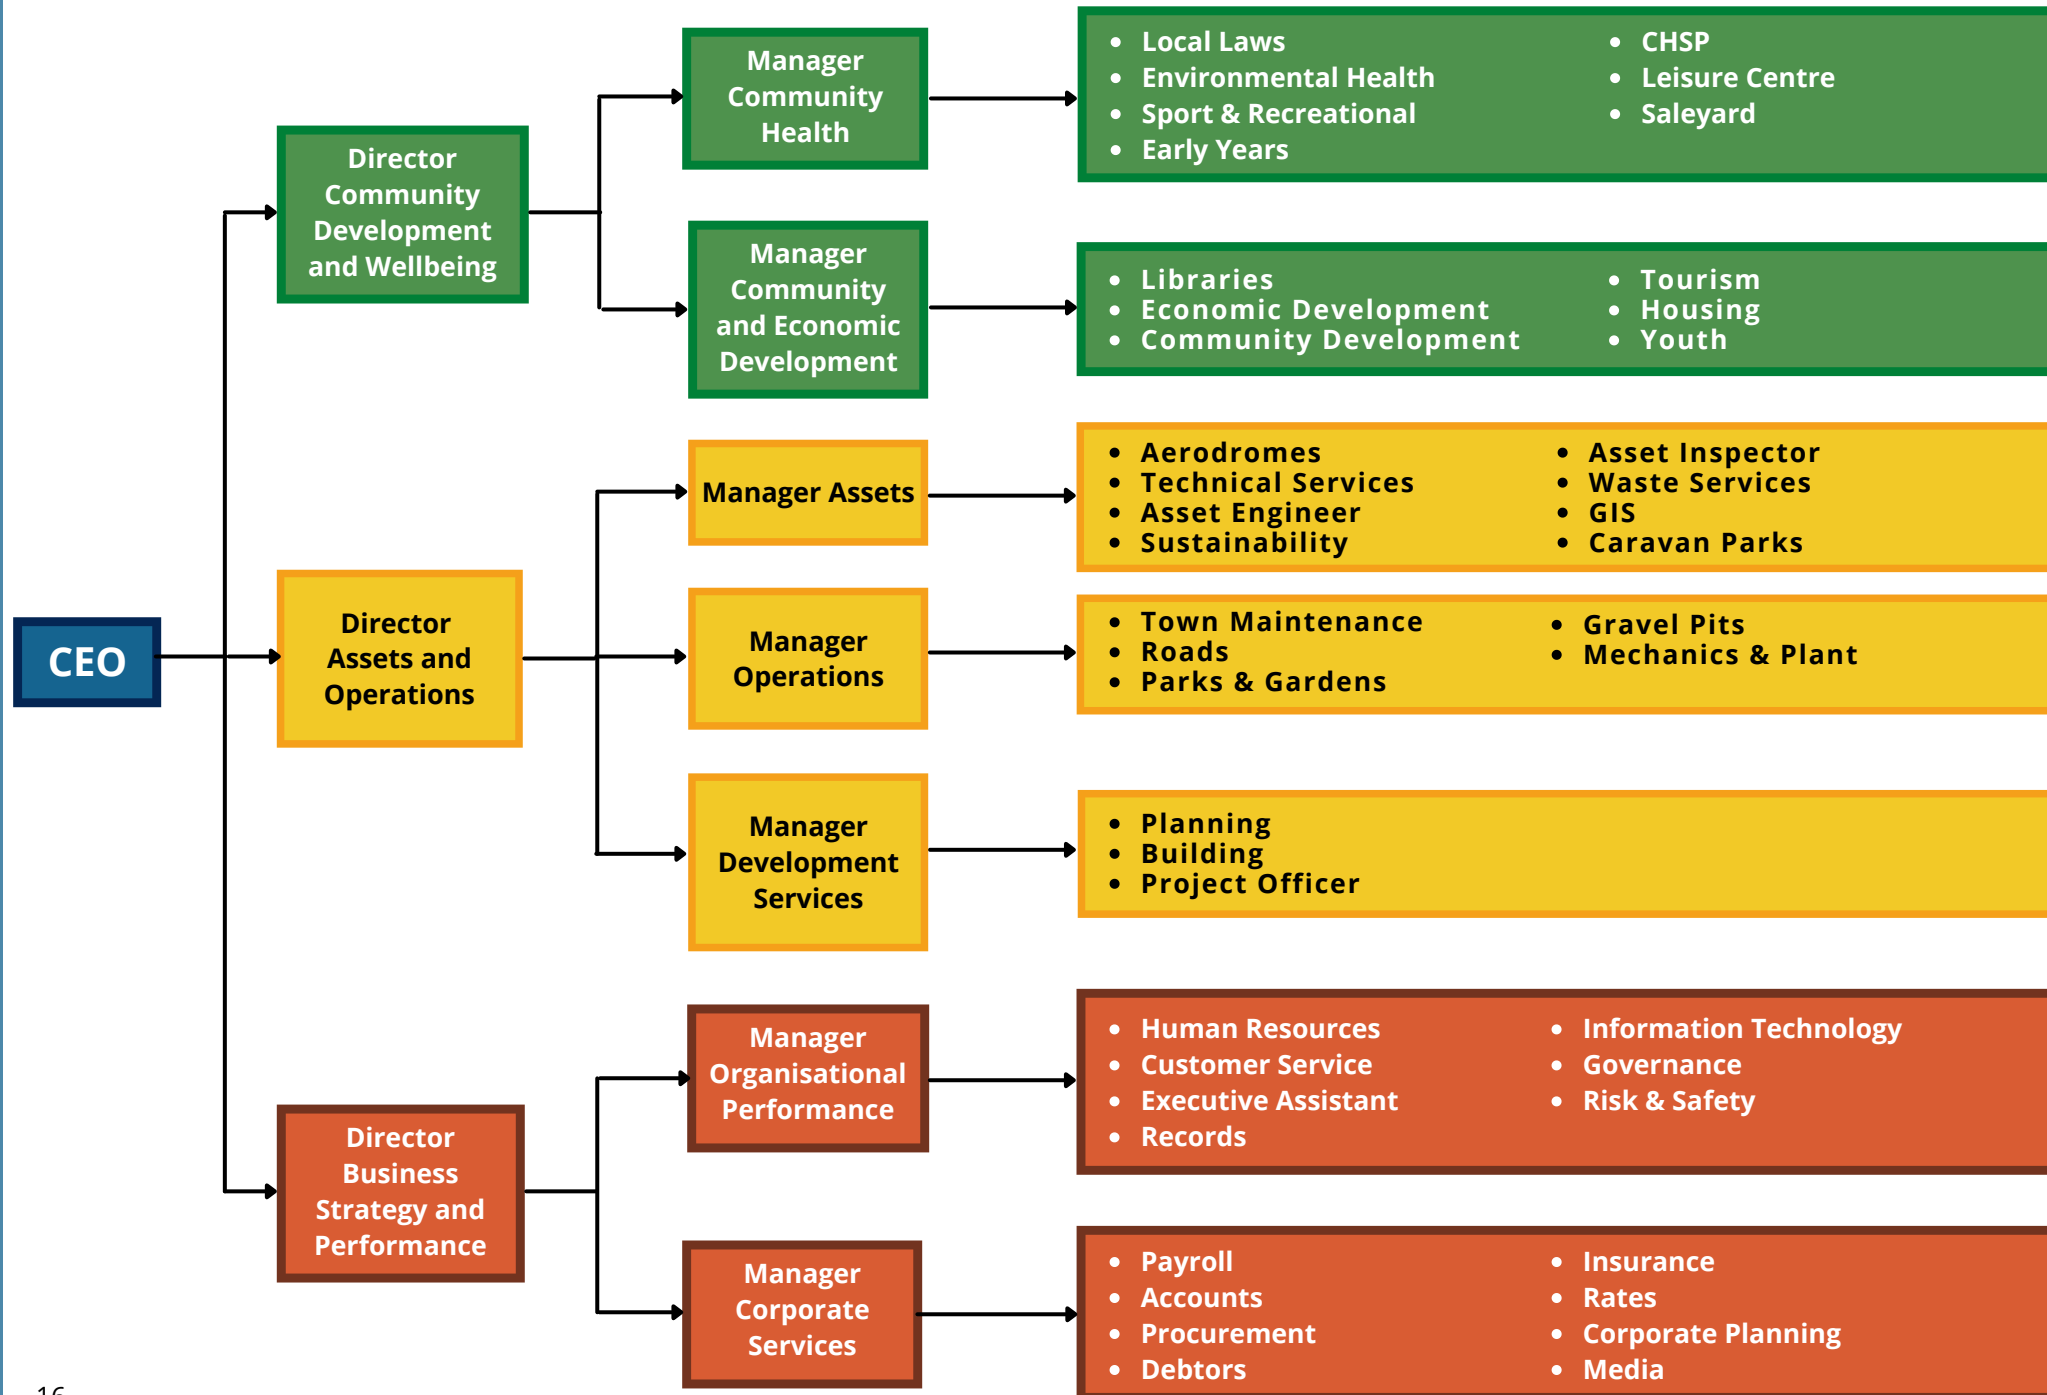 CEO
Director
Community
Development
and Wellbeing
Manager
Community
Health
• Local Laws
• Environmental Health
• Sport & Recreational
• Early Years
• CHSP
• Leisure Centre
• Saleyard
Manager
Community
and Economic
Development
• Libraries
• Economic Development
• Community Development
• Tourism
• Housing
• Youth
Director
Assets and
Operations
Manager Assets
• Aerodromes
• Technical Services
• Asset Engineer
• Sustainability
• Asset Inspector
• Waste Services
• GIS
• Caravan Parks
Manager
Operations
• Town Maintenance
• Roads
• Parks & Gardens
• Gravel Pits
• Mechanics & Plant
Manager
Development
Services
• Planning
• Building
• Project Officer
Director
Business
Strategy and
Performance
Manager
Organisational
Performance
• Human Resources
• Customer Service
• Executive Assistant
• Records
• Information Technology
• Governance
• Risk & Safety
Manager
Corporate
Services
• Payroll
• Accounts
• Procurement
• Debtors
• Insurance
• Rates
• Corporate Planning
• Media
16